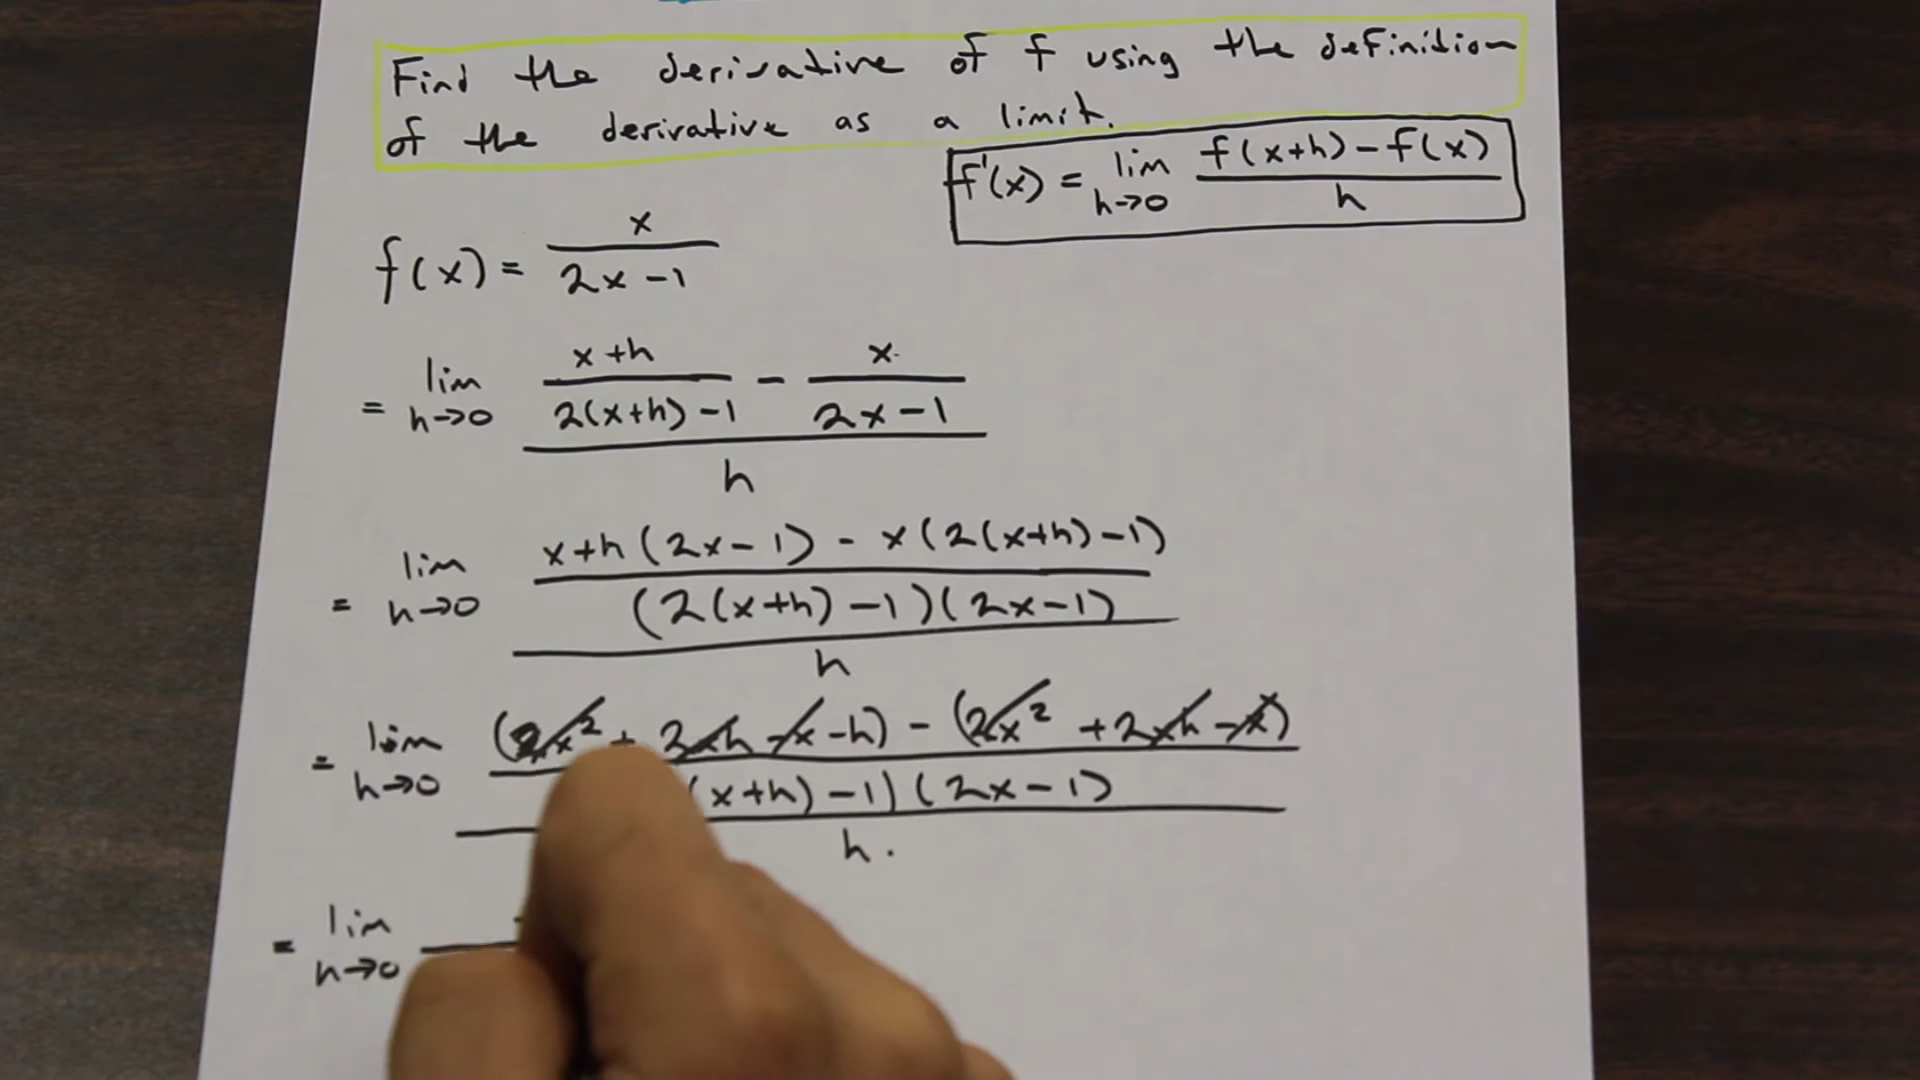 Find the derivative of f using the definition
of the derivative as a limit.
f'(x) = lim h→0 f(x+h) - f(x) / h
f(x) = x / 2x - 1
= lim h→0 x+h / 2(x+h) - 1 - x / 2x - 1 / h
= lim h→0 x+h (2x - 1) - x (2(x+h) - 1) / (2(x+h) - 1)(2x - 1) / h
= lim h→0 (2x² + 2xh - x - h) - (2x² + 2xh - x) / (x+h) - 1)(2x - 1) / h.
= lim h→0